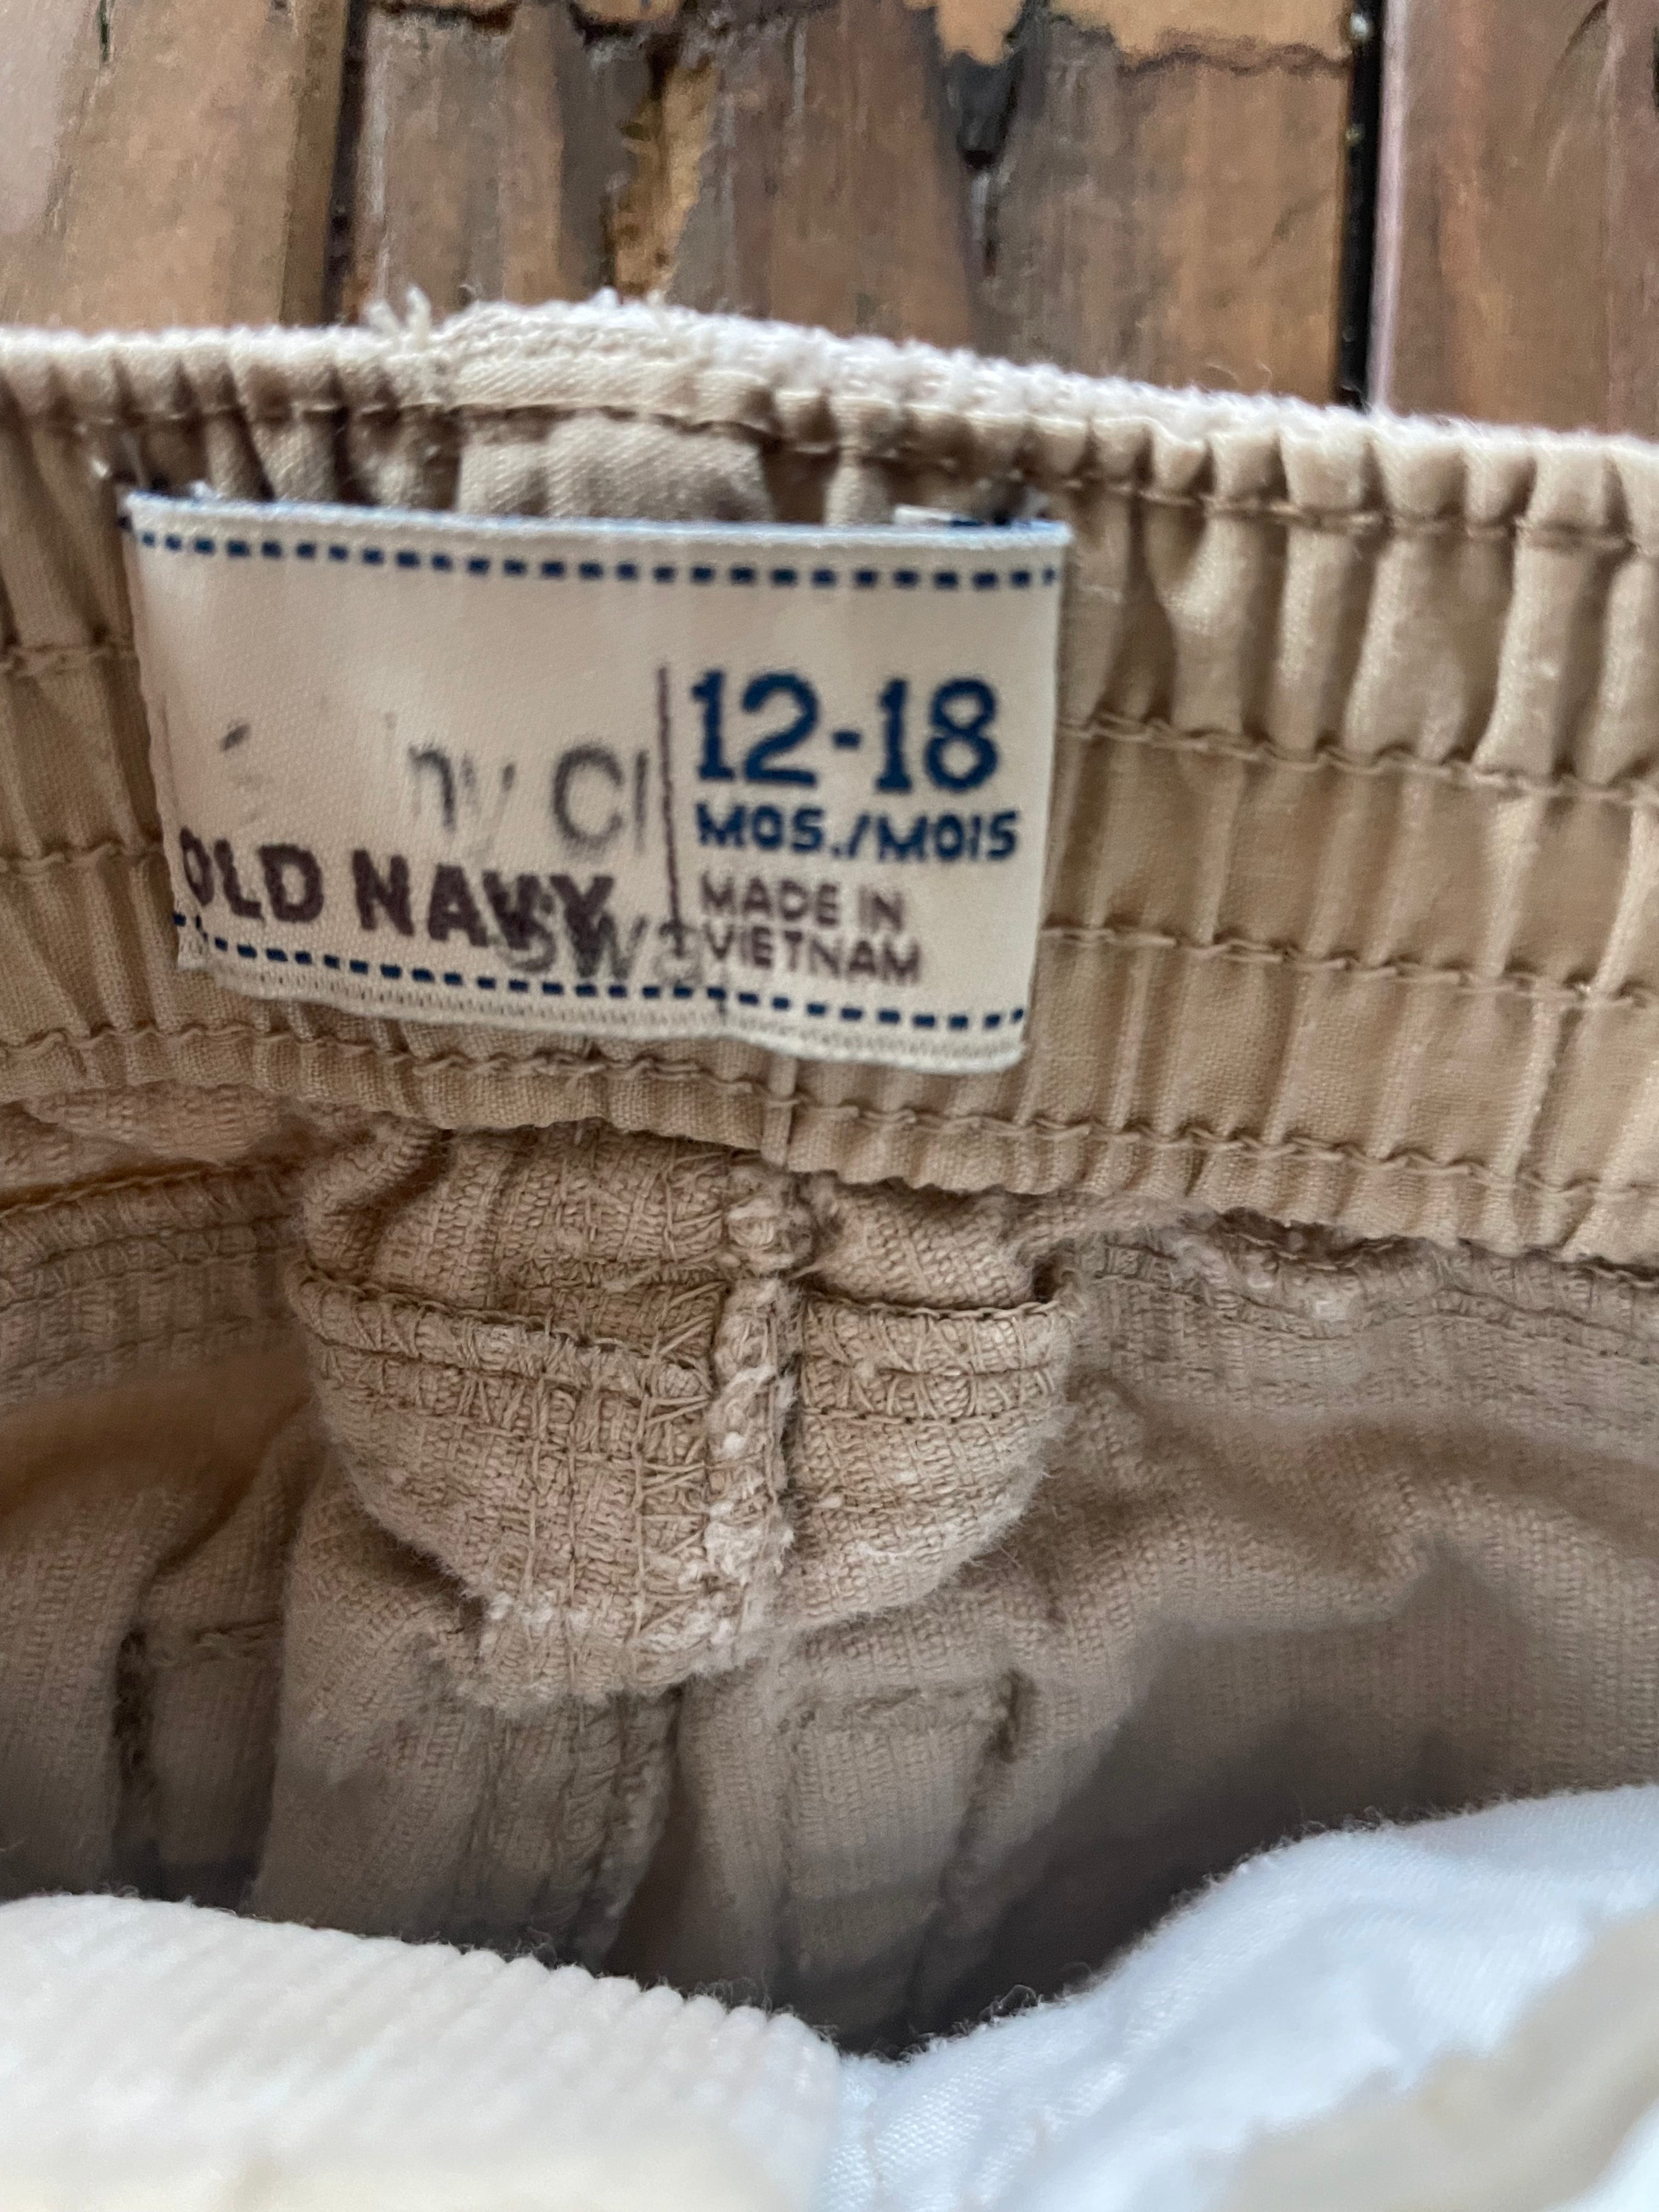 12-18
MOS./MOIS
OLD NAVY
MADE IN
VIETNAM